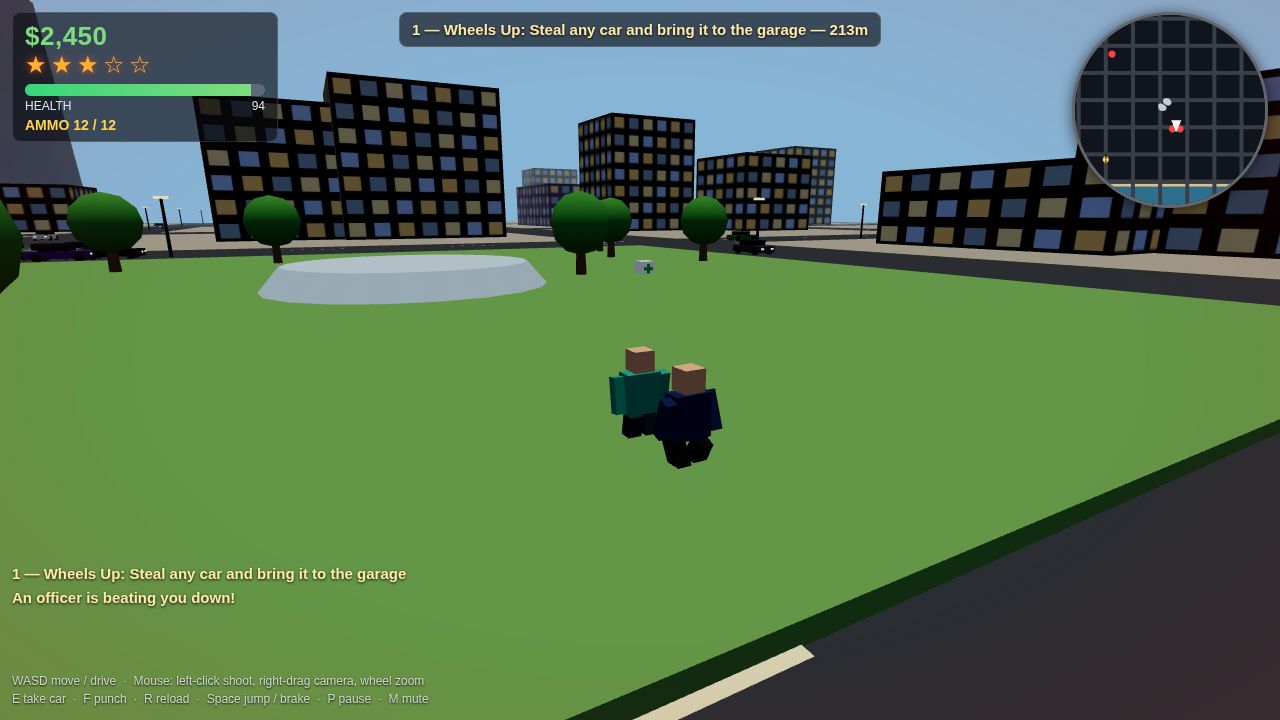 $2,450
★★★☆☆
HEALTH 94
AMMO 12 / 12
1 — Wheels Up: Steal any car and bring it to the garage — 213m
1 — Wheels Up: Steal any car and bring it to the garage
An officer is beating you down!
WASD move / drive · Mouse: left-click shoot, right-drag camera, wheel zoom
E take car · F punch · R reload · Space jump / brake · P pause · M mute